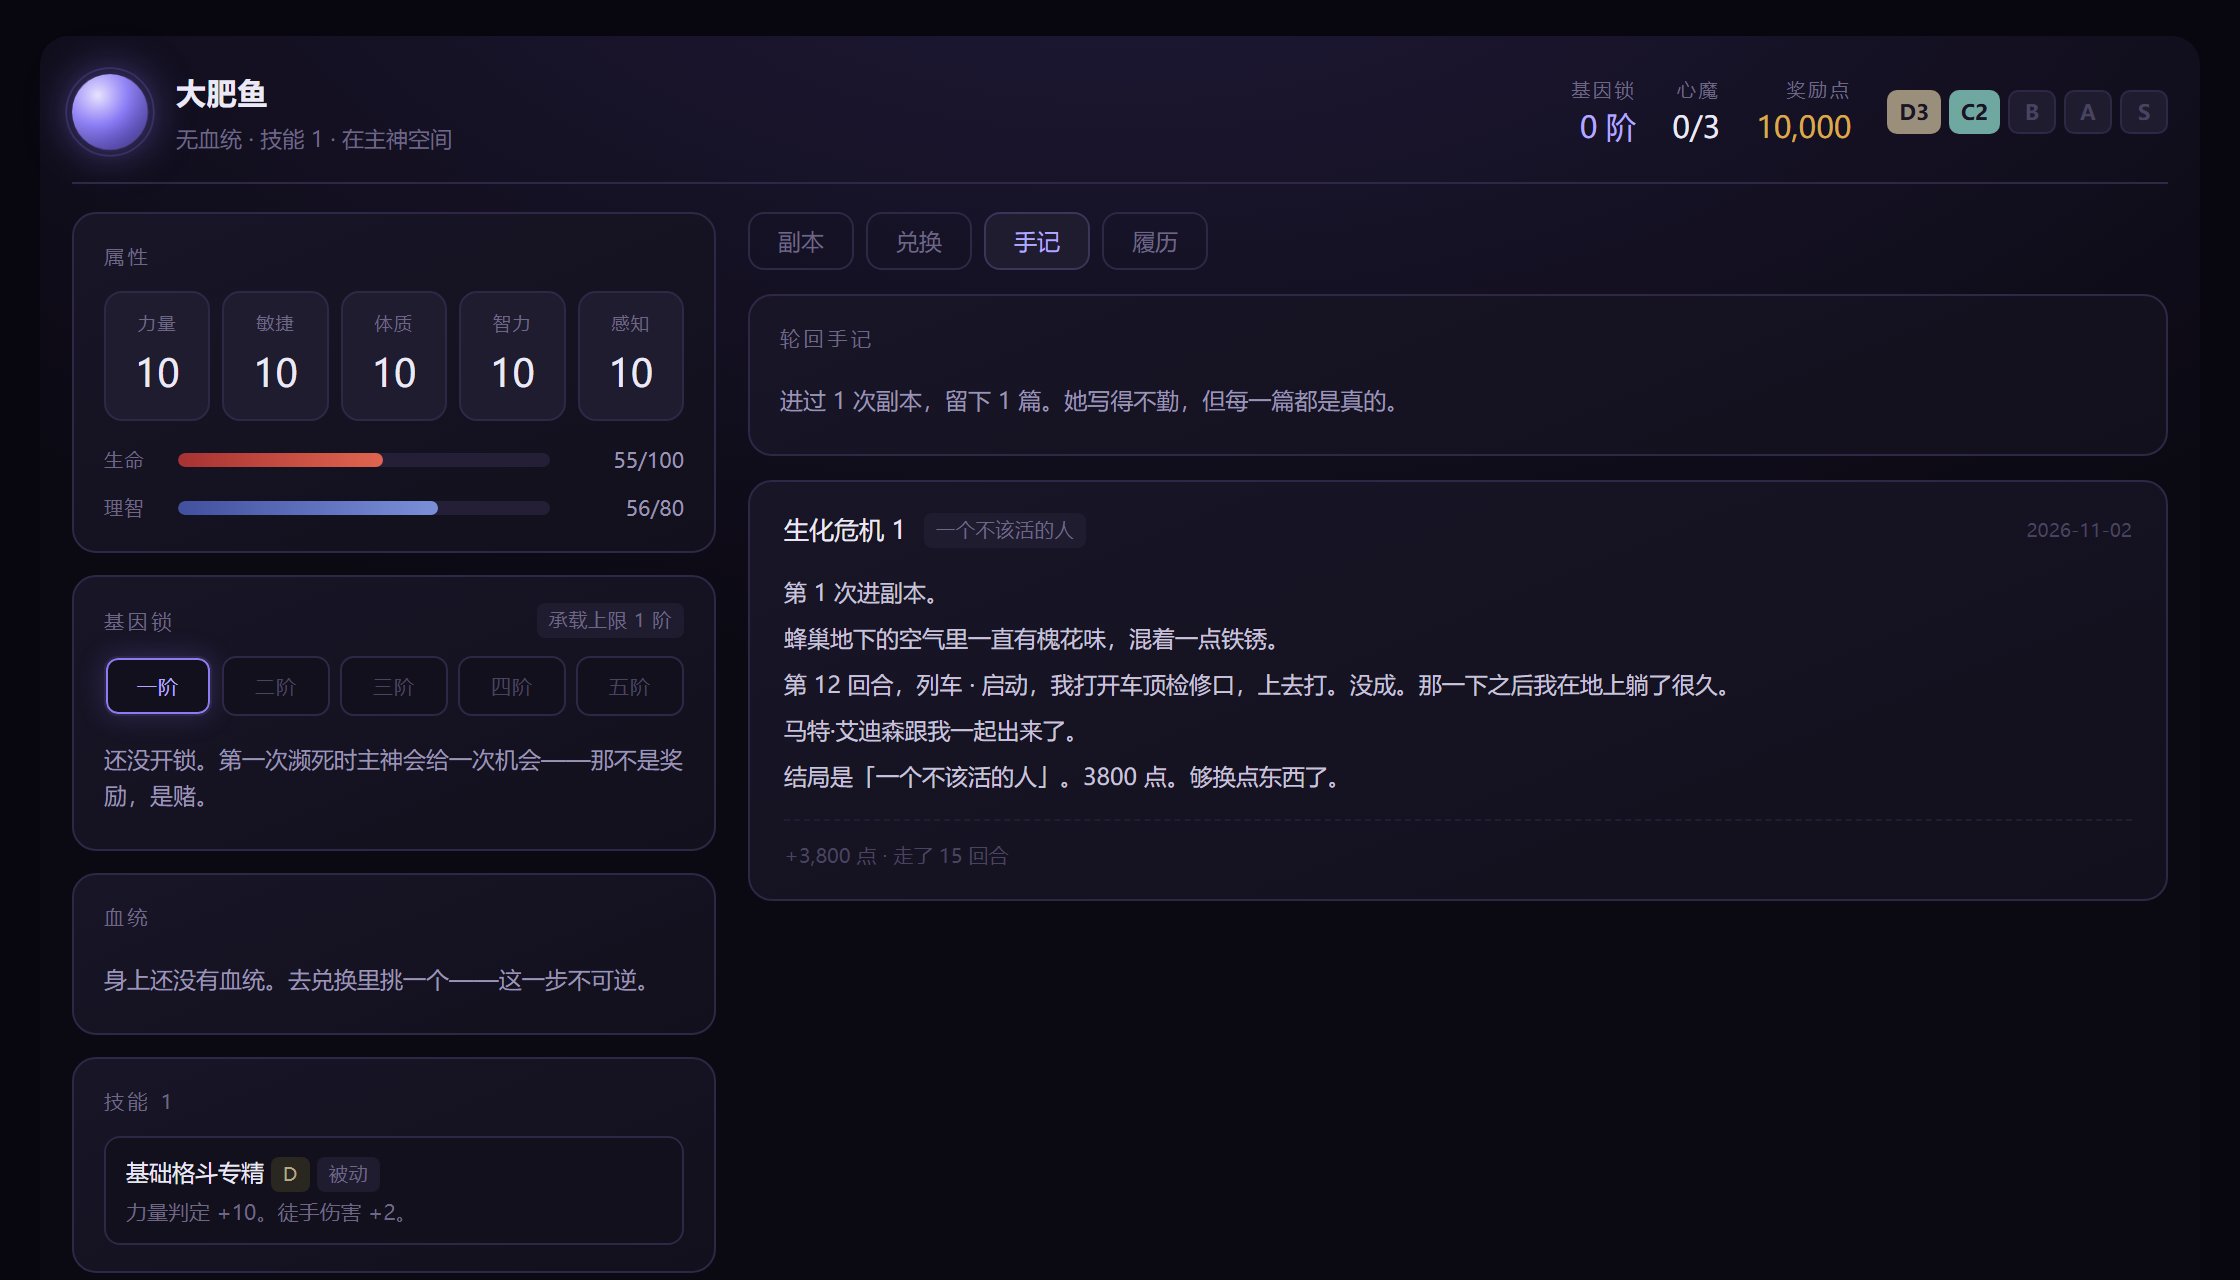 大肥鱼
无血统 · 技能 1 · 在主神空间
基因锁
0 阶
心魔
0/3
奖励点
10,000
D3
C2
B
A
S
属性
力量
10
敏捷
10
体质
10
智力
10
感知
10
生命
55/100
理智
56/80
基因锁
承载上限 1 阶
一阶
二阶
三阶
四阶
五阶
还没开锁。第一次濒死时主神会给一次机会——那不是奖
励，是赌。
血统
身上还没有血统。去兑换里挑一个——这一步不可逆。
技能 1
基础格斗专精
D
被动
力量判定 +10。徒手伤害 +2。
副本
兑换
手记
履历
轮回手记
进过 1 次副本，留下 1 篇。她写得不勤，但每一篇都是真的。
生化危机 1
一个不该活的人
2026-11-02
第 1 次进副本。
蜂巢地下的空气里一直有槐花味，混着一点铁锈。
第 12 回合，列车 · 启动，我打开车顶检修口，上去打。没成。那一下之后我在地上躺了很久。
马特·艾迪森跟我一起出来了。
结局是「一个不该活的人」。3800 点。够换点东西了。
+3,800 点 · 走了 15 回合